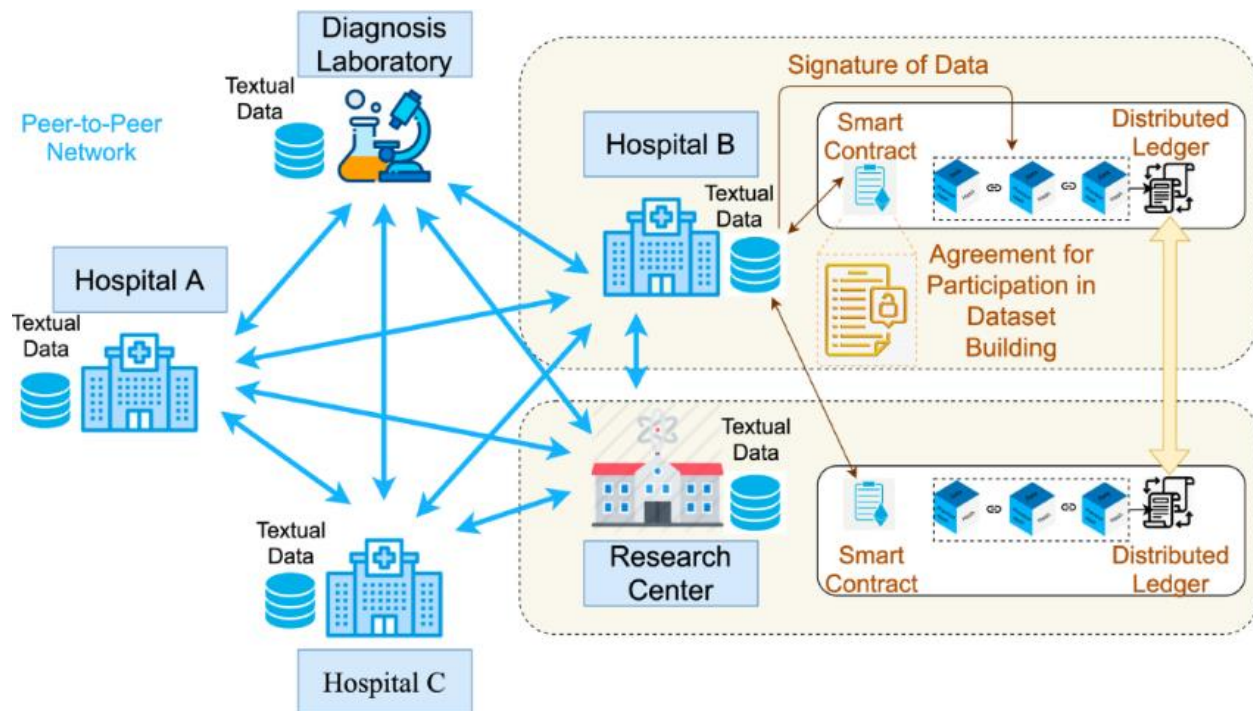 Diagnosis
Laboratory
Textual
Data
Peer-to-Peer
Network
Hospital A
Textual
Data
Textual
Data
Hospital C
Signature of Data
Hospital B
Textual
Data
Smart
Contract
Distributed
Ledger
Agreement for
Participation in
Dataset
Building
Textual
Data
Research
Center
Smart
Contract
Distributed
Ledger